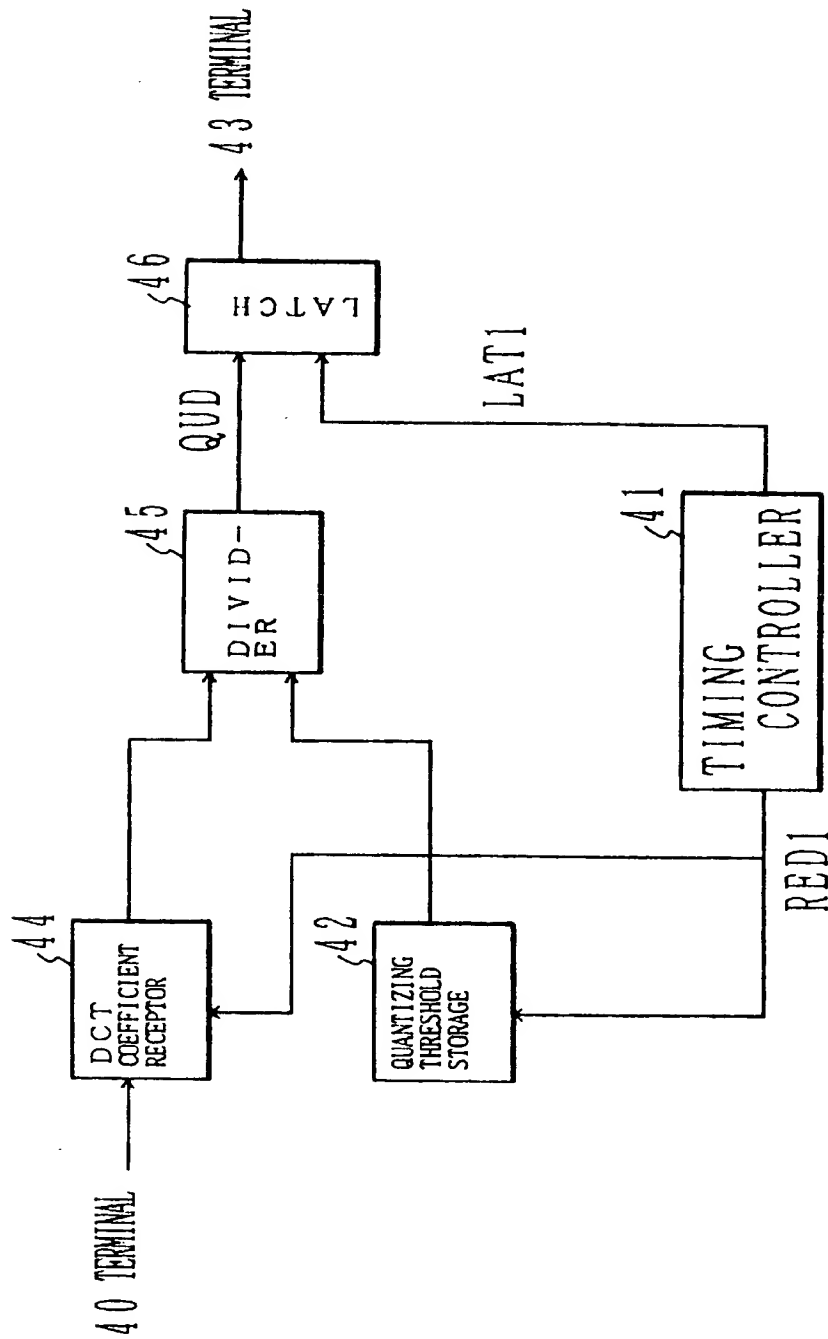 40 TERMINAL
44
DCT
COEFFICIENT
RECEPTOR
42
QUANTIZING
THRESHOLD
STORAGE
RED1
45
DIVID-
ER
QUD
41
TIMING
CONTROLLER
LAT1
46
LATCH
43 TERMINAL